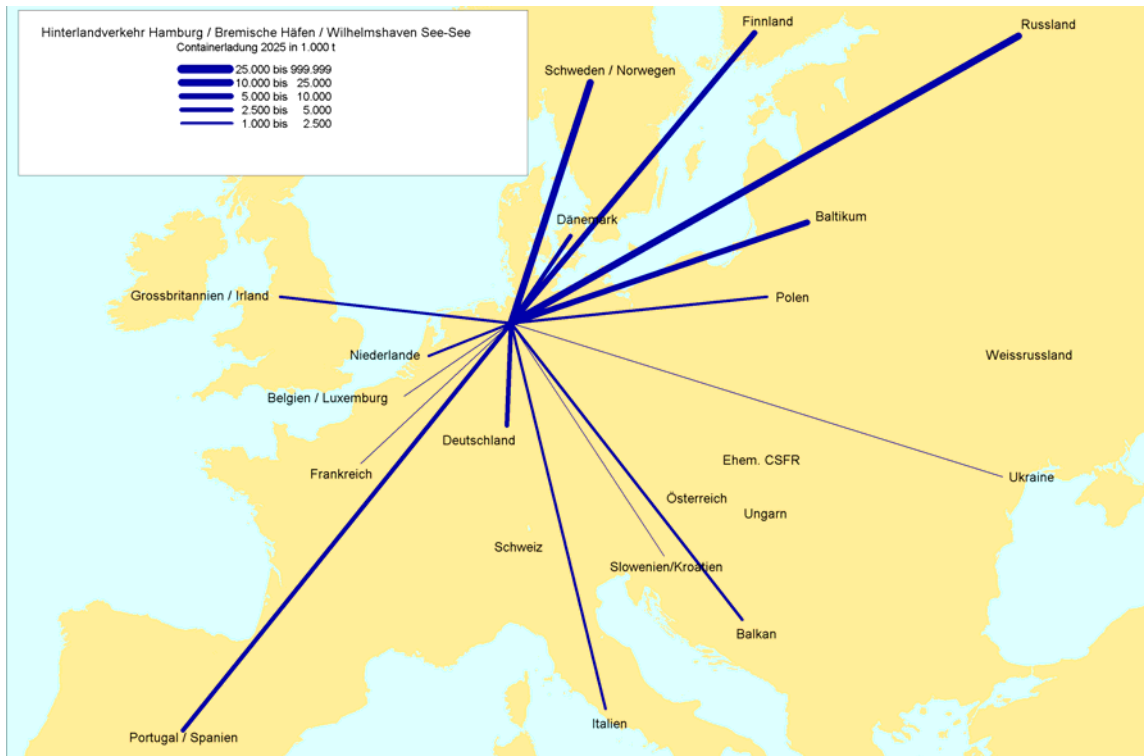 Hinterlandverkehr Hamburg / Bremische Häfen / Wilhelmshaven See-See
Containerladung 2025 in 1.000 t
25.000 bis 999.999
10.000 bis 25.000
5.000 bis 10.000
2.500 bis 5.000
1.000 bis 2.500
Finnland
Russland
Schweden / Norwegen
Dänemark
Baltikum
Grossbritannien / Irland
Polen
Niederlande
Weissrussland
Belgien / Luxemburg
Deutschland
Ehem. CSFR
Frankreich
Ukraine
Österreich
Ungarn
Schweiz
Slowenien/Kroatien
Balkan
Italien
Portugal / Spanien